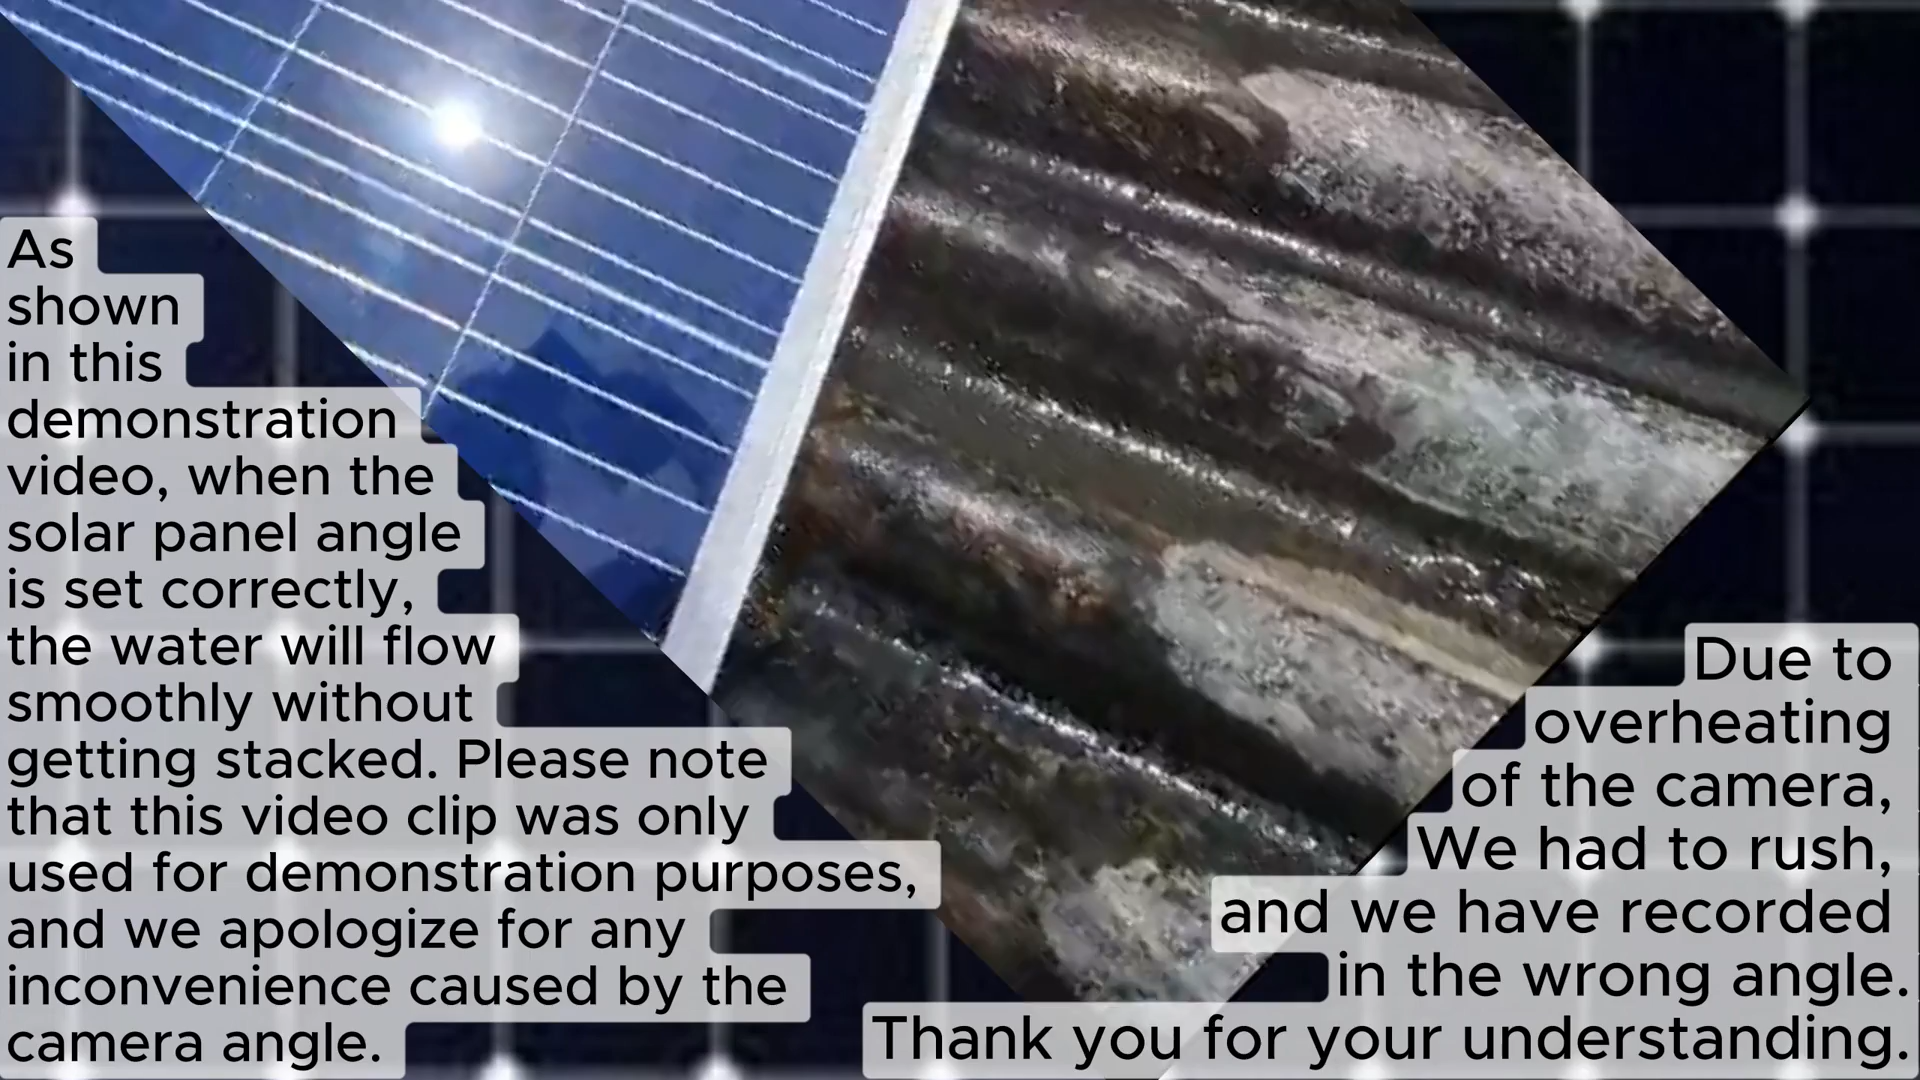 As
shown
in this
demonstration
video, when the
solar panel angle
is set correctly,
the water will flow
smoothly without
getting stacked. Please note
that this video clip was only
used for demonstration purposes,
and we apologize for any
inconvenience caused by the
camera angle.
Due to
overheating
of the camera,
We had to rush,
and we have recorded
in the wrong angle.
Thank you for your understanding.